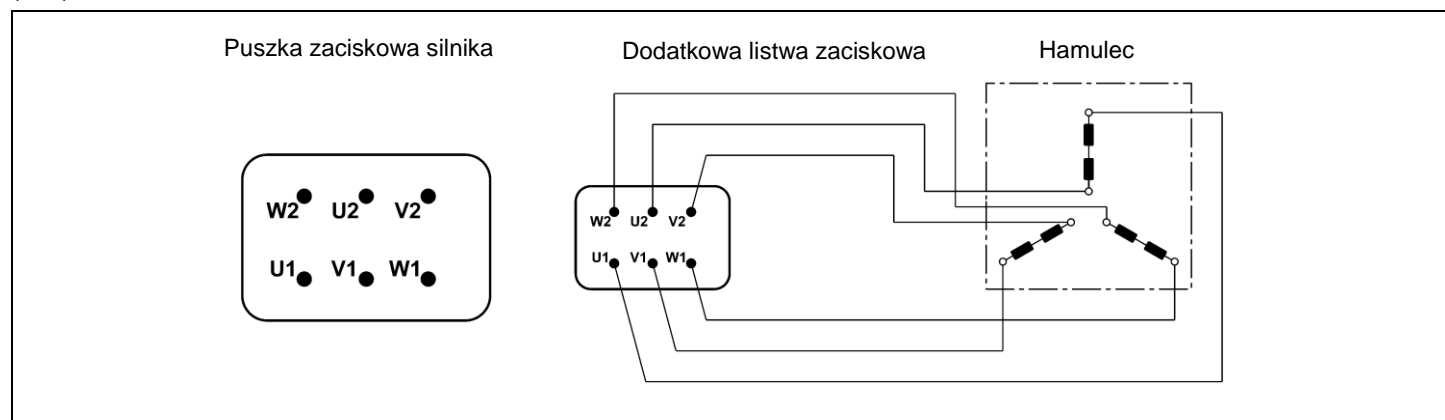 Puszka zaciskowa silnika
Dodatkowa listwa zaciskowa
Hamulec
W2 U2 V2
U1 V1 W1
W2 U2 V2
U1 V1 W1